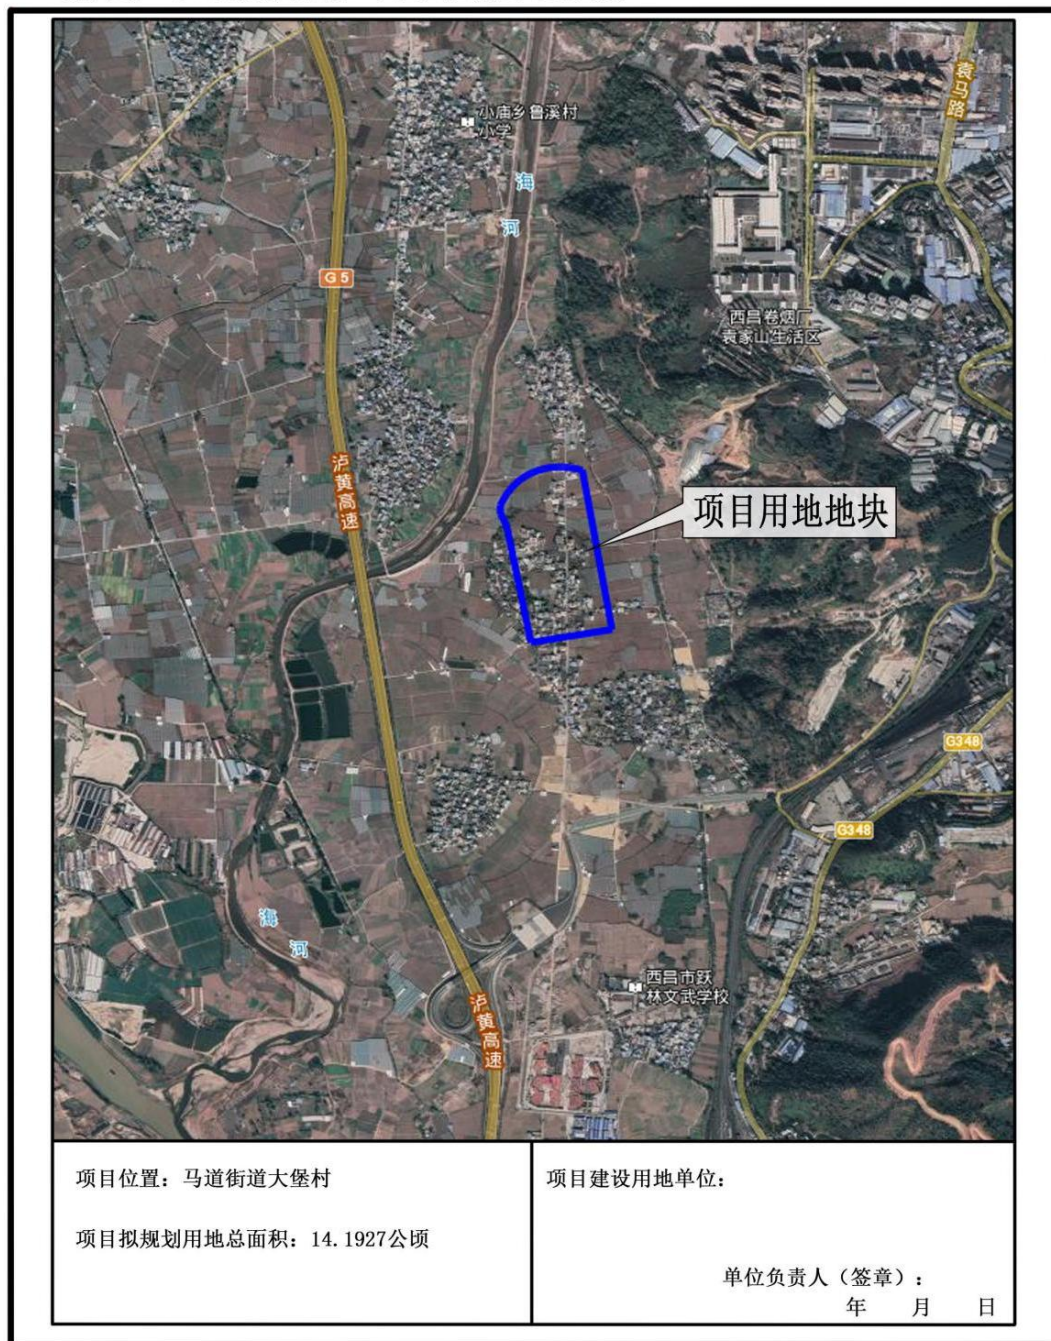 袁马路
小庙乡鲁溪村
小学
海
河
G5
西昌卷烟厂
袁家山生活区
泸黄高速
项目用地地块
G348
G348
海
河
西昌市跃
林文武学校
泸黄高速
项目位置：马道街道大堡村
项目拟规划用地总面积：14.1927公顷
项目建设用地单位：
单位负责人（签章）：
年 月 日